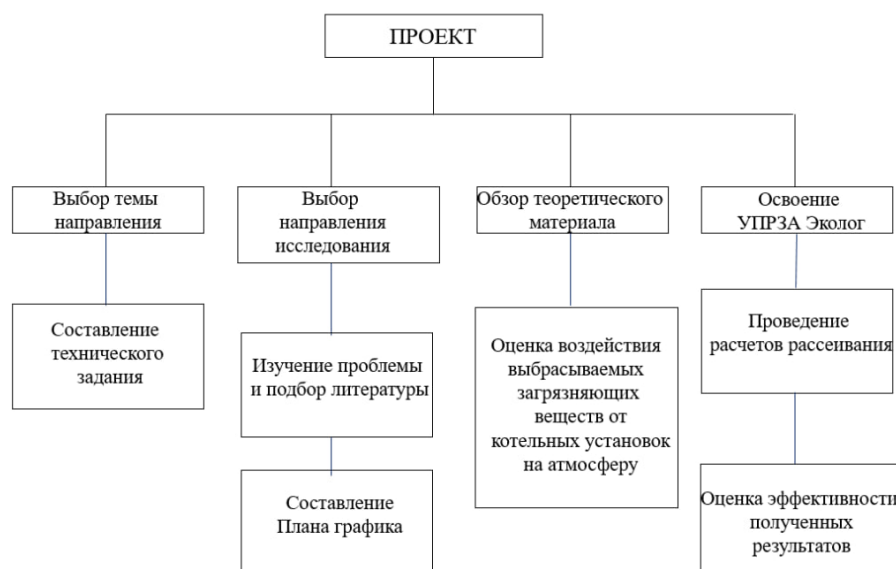 ПРОЕКТ
Выбор темы
направления
Выбор
направления
исследования
Обзор теоретического
материала
Освоение
УПРЗА Эколог
Составление
технического
задания
Изучение проблемы
и подбор литературы
Оценка воздействия
выбрасываемых
загрязняющих
веществ от
котельных установок
на атмосферу
Проведение
расчетов рассеивания
Составление
Плана графика
Оценка эффективности
полученных
результатов